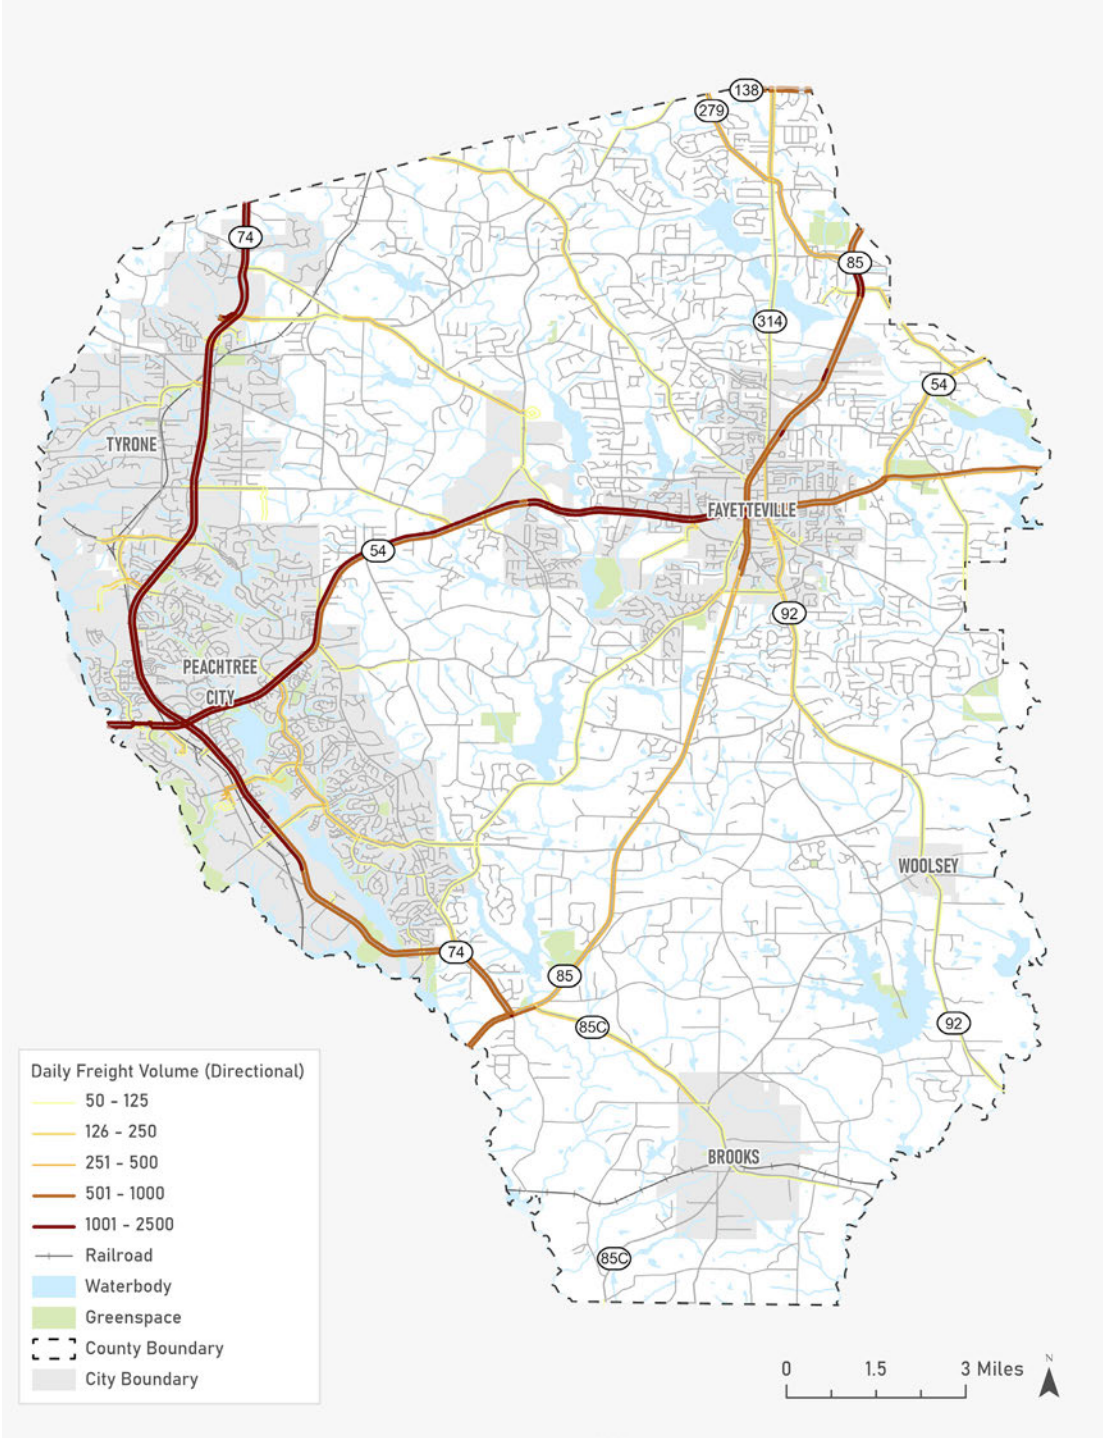 138
279
74
85
314
54
TYRONE
FAYETTEVILLE
54
92
PEACHTREE
CITY
WOOLSEY
74
85
85C
92
BROOKS
85C
Daily Freight Volume (Directional)
50 - 125
126 - 250
251 - 500
501 - 1000
1001 - 2500
Railroad
Waterbody
Greenspace
County Boundary
City Boundary
0 1.5 3 Miles
N